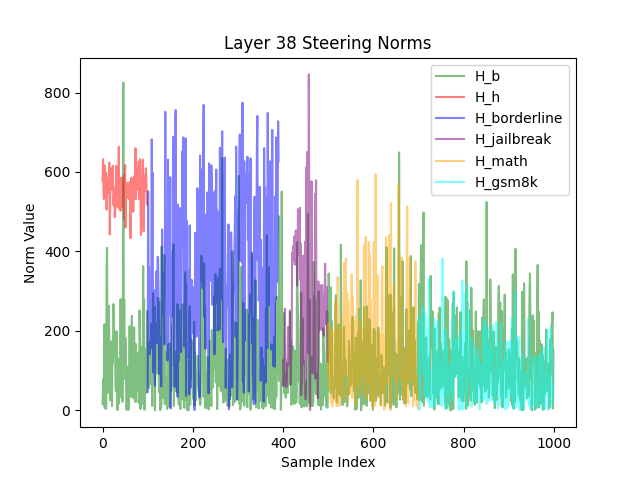 Layer 38 Steering Norms
Norm Value
800
600
400
200
0
0 200 400 600 800 1000
Sample Index
H_b
H_h
H_borderline
H_jailbreak
H_math
H_gsm8k